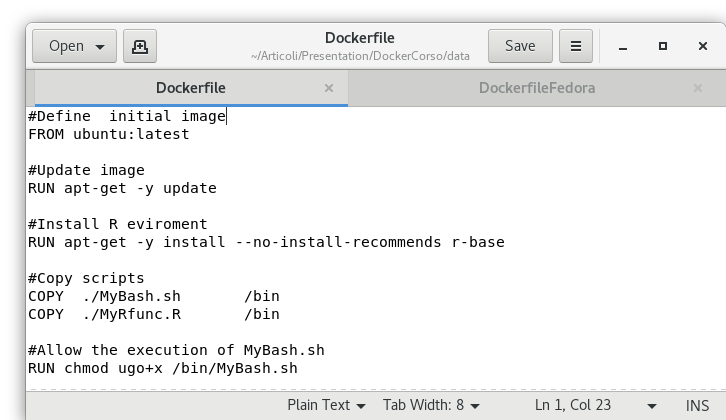 Open
Dockerfile
~/Articoli/Presentation/DockerCorso/data
Save
Dockerfile
DockerfileFedora
#Define  initial image
FROM ubuntu:latest
#Update image
RUN apt-get -y update
#Install R eviroment
RUN apt-get -y install --no-install-recommends r-base
#Copy scripts
COPY  ./MyBash.sh       /bin
COPY  ./MyRfunc.R       /bin
#Allow the execution of MyBash.sh
RUN chmod ugo+x /bin/MyBash.sh
Plain Text  Tab Width: 8  Ln 1, Col 23  INS